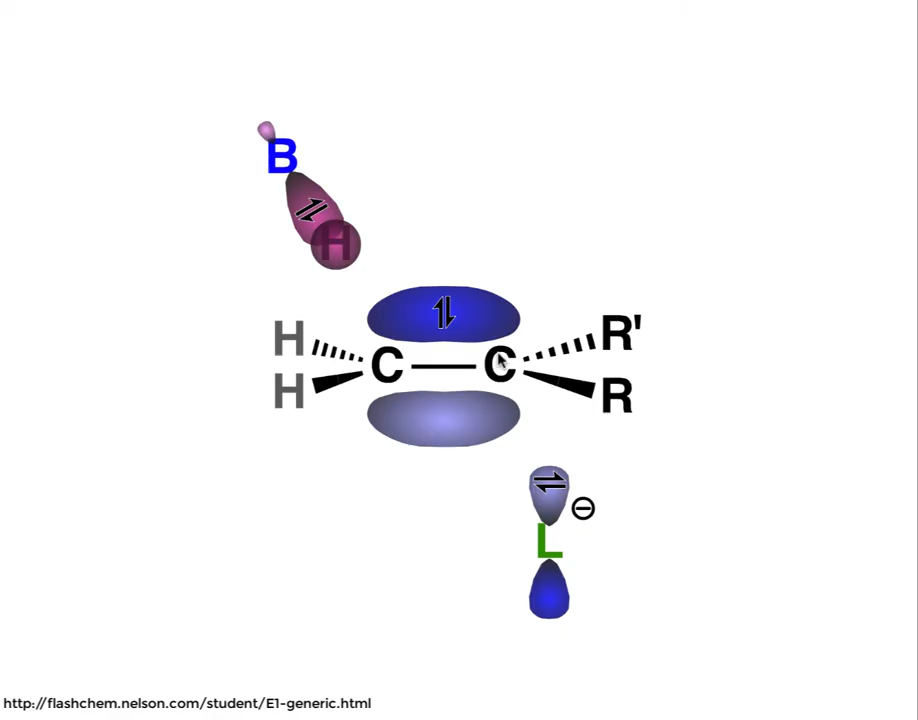 B
H
H C C R'
H R
⊖
L
http://flashchem.nelson.com/student/E1-generic.html